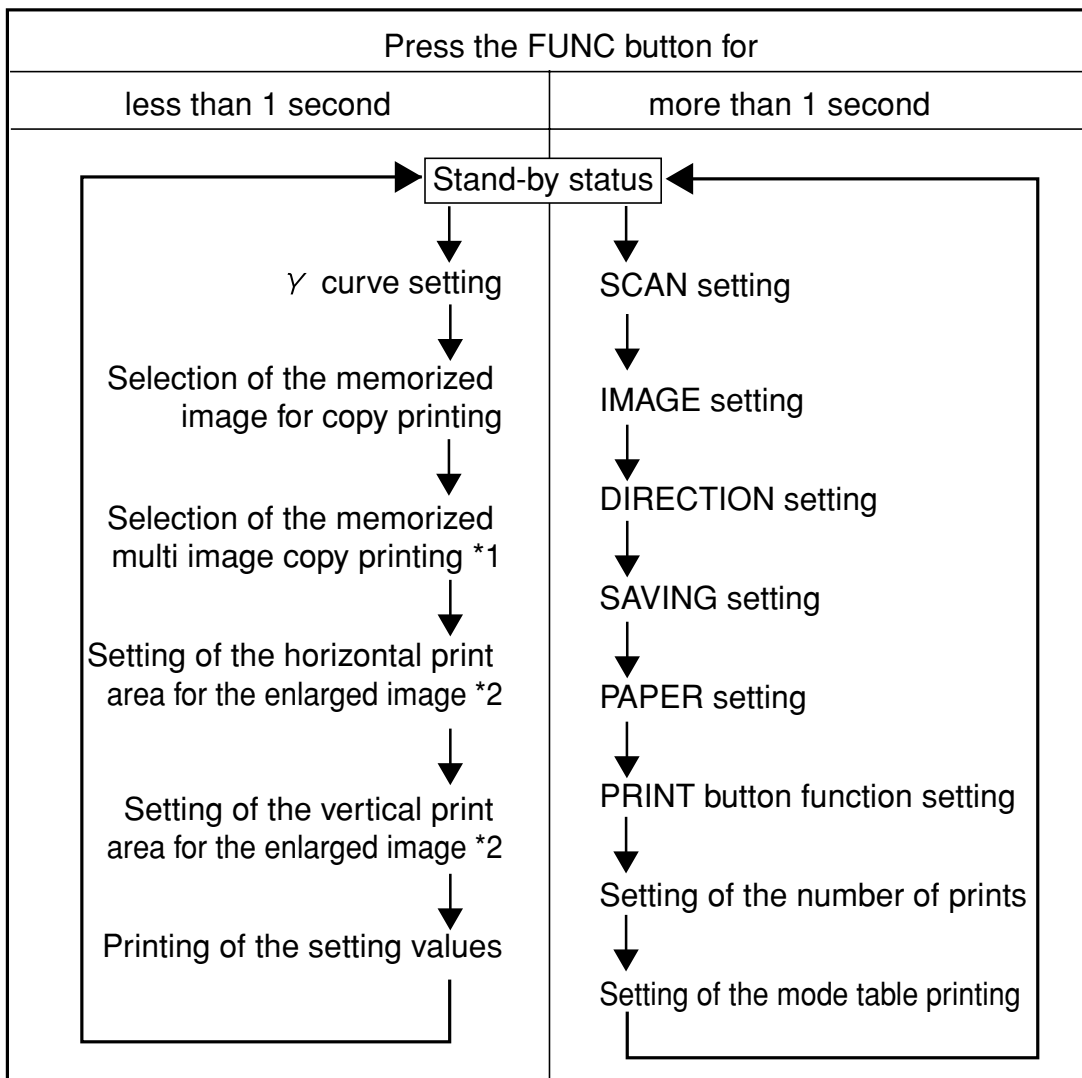 Press the FUNC button for
less than 1 second
more than 1 second
Stand-by status
γ curve setting
Selection of the memorized
image for copy printing
Selection of the memorized
multi image copy printing *1
Setting of the horizontal print
area for the enlarged image *2
Setting of the vertical print
area for the enlarged image *2
Printing of the setting values
SCAN setting
IMAGE setting
DIRECTION setting
SAVING setting
PAPER setting
PRINT button function setting
Setting of the number of prints
Setting of the mode table printing